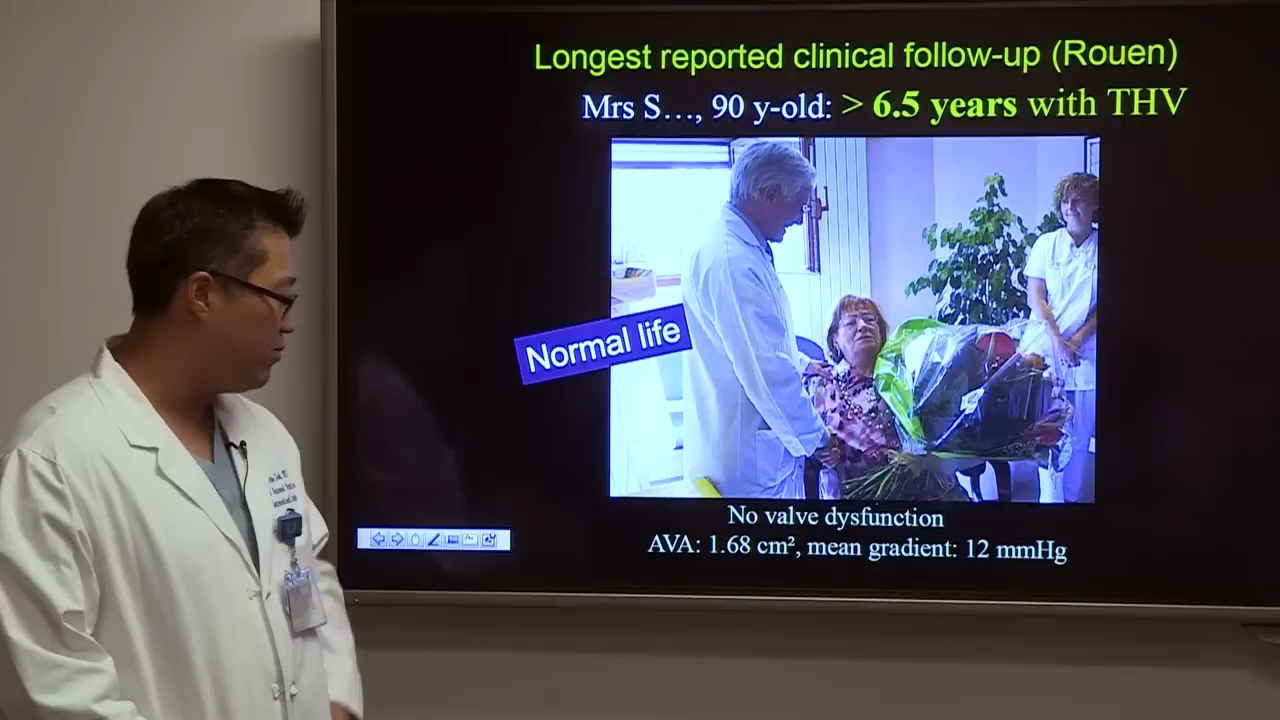 Longest reported clinical follow-up (Rouen)
Mrs S…, 90 y-old: > 6.5 years with THV
Normal life
No valve dysfunction
AVA: 1.68 cm², mean gradient: 12 mmHg